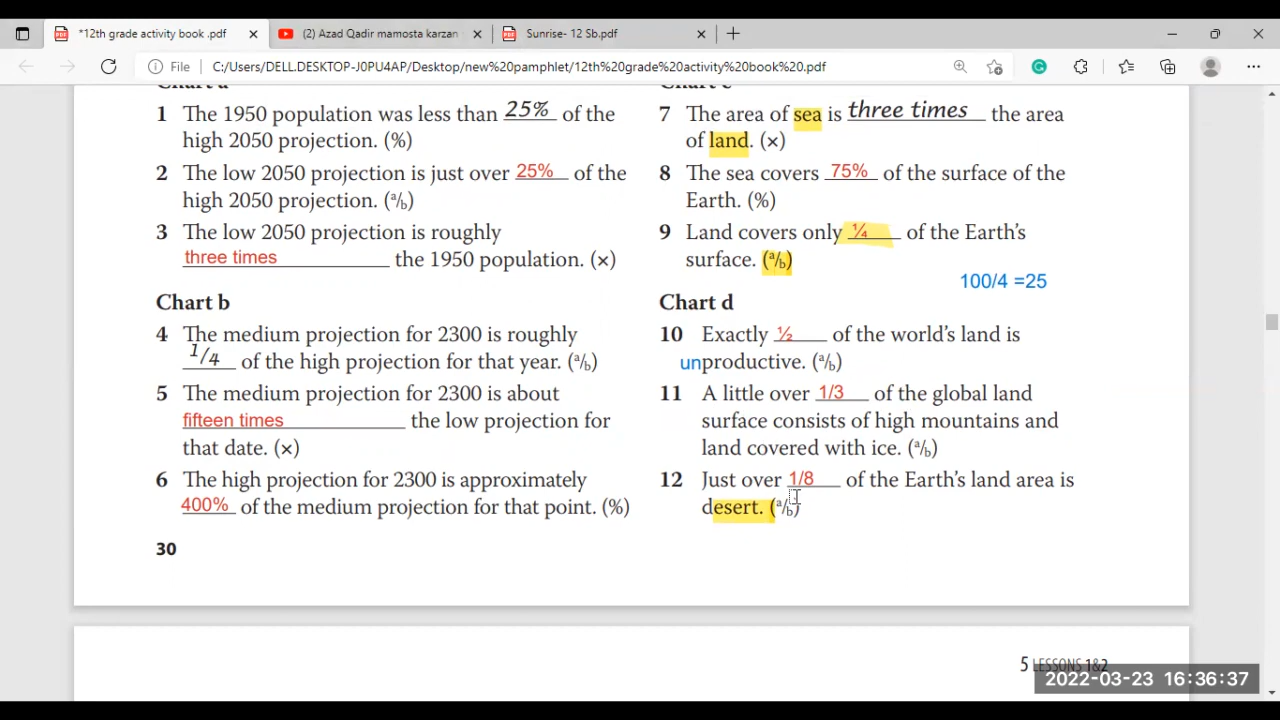 *12th grade activity book .pdf
(2) Azad Qadir mamosta karzan
Sunrise- 12 Sb.pdf
File
C:/Users/DELL.DESKTOP-J0PU4AP/Desktop/new%20pamphlet/12th%20grade%20activity%20book%20.pdf
1 The 1950 population was less than 25% of the
high 2050 projection. (%)
2 The low 2050 projection is just over 25% of the
high 2050 projection. (a/b)
3 The low 2050 projection is roughly
three times the 1950 population. (×)
Chart b
4 The medium projection for 2300 is roughly
1/4 of the high projection for that year. (a/b)
5 The medium projection for 2300 is about
fifteen times the low projection for
that date. (×)
6 The high projection for 2300 is approximately
400% of the medium projection for that point. (%)
30
7 The area of sea is three times the area
of land. (×)
8 The sea covers 75% of the surface of the
Earth. (%)
9 Land covers only ¼ of the Earth's
surface. (a/b)
100/4 =25
Chart d
10 Exactly ½ of the world's land is
unproductive. (a/b)
11 A little over 1/3 of the global land
surface consists of high mountains and
land covered with ice. (a/b)
12 Just over 1/8 of the Earth's land area is
desert. (a/b)
5 LESSONS 1&2
2022-03-23 16:36:37